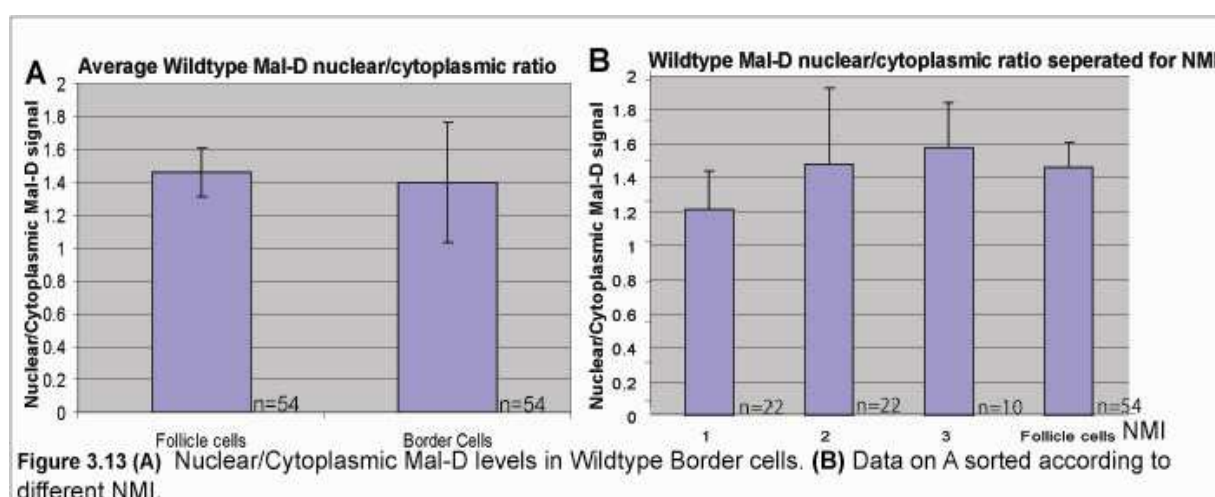 A
Average Wildtype Mal-D nuclear/cytoplasmic ratio
Nuclear/Cytoplasmic Mal-D signal
2
1.8
1.6
1.4
1.2
1
0.8
0.6
0.4
0.2
0
n=54
n=54
Follicle cells
Border Cells
B
Wildtype Mal-D nuclear/cytoplasmic ratio seperated for NMI
Nuclear/Cytoplasmic Mal-D signal
2
1.8
1.6
1.4
1.2
1
0.8
0.6
0.4
0.2
0
n=22
n=22
n=10
n=54
1
2
3
Follicle cells NMI
Figure 3.13 (A) Nuclear/Cytoplasmic Mal-D levels in Wildtype Border cells. (B) Data on A sorted according to
different NMI.